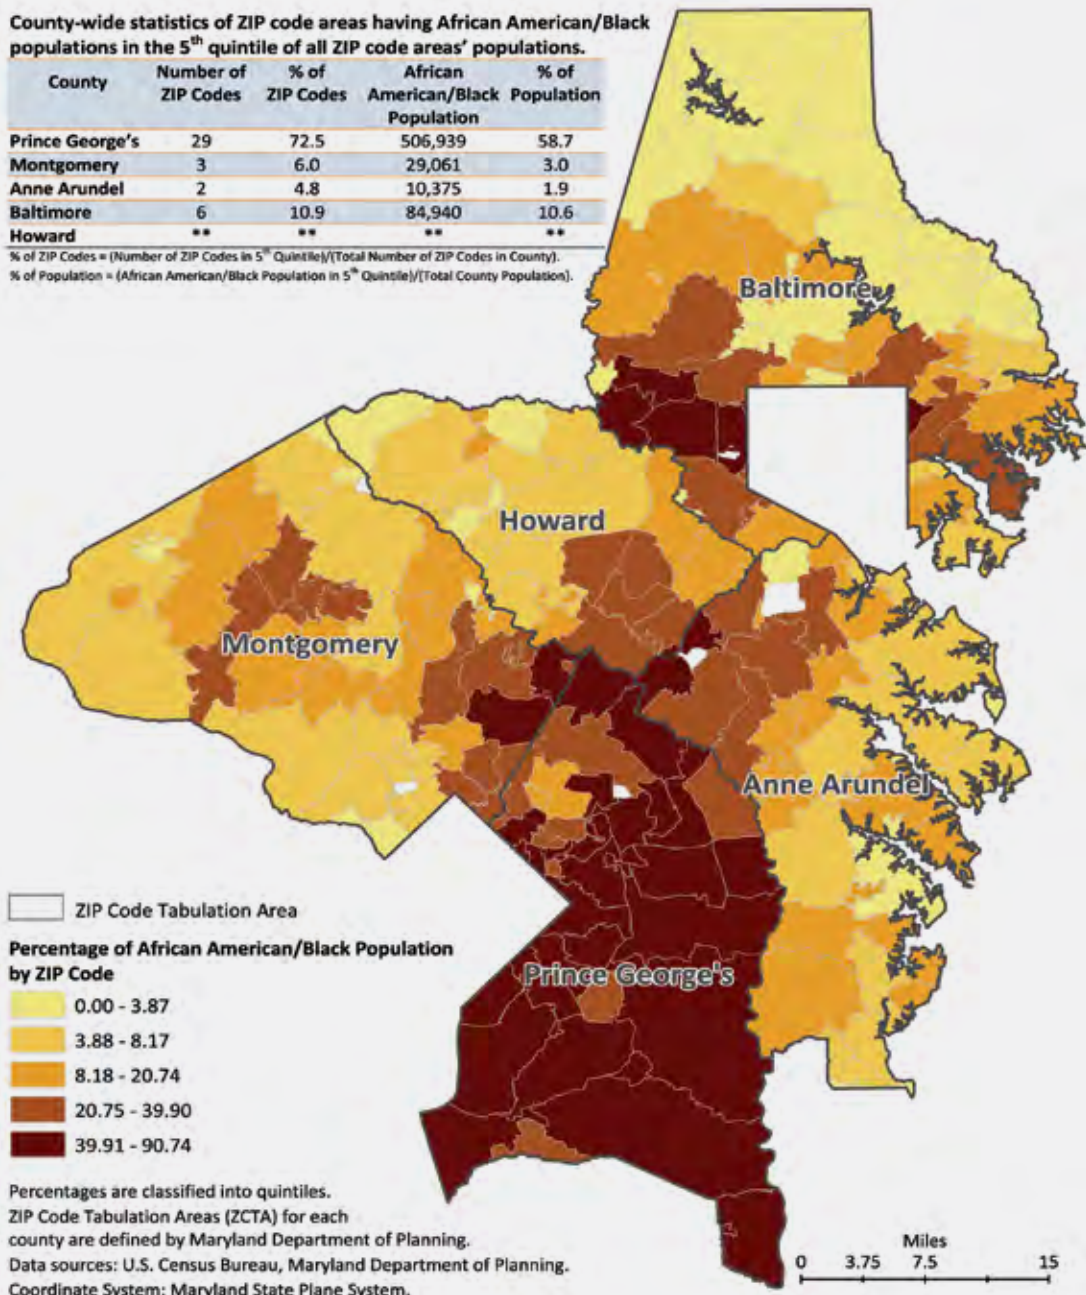 County-wide statistics of ZIP code areas having African American/Black
populations in the 5th quintile of all ZIP code areas' populations.
County Number of ZIP Codes % of ZIP Codes African American/Black Population % of Population
Prince George's 29 72.5 506,939 58.7
Montgomery 3 6.0 29,061 3.0
Anne Arundel 2 4.8 10,375 1.9
Baltimore 6 10.9 84,940 10.6
Howard ** ** ** **
% of ZIP Codes = (Number of ZIP Codes in 5th Quintile)/(Total Number of ZIP Codes in County).
% of Population = (African American/Black Population in 5th Quintile)/(Total County Population).
Baltimore
Howard
Montgomery
Anne Arundel
Prince George's
ZIP Code Tabulation Area
Percentage of African American/Black Population
by ZIP Code
0.00 - 3.87
3.88 - 8.17
8.18 - 20.74
20.75 - 39.90
39.91 - 90.74
Percentages are classified into quintiles.
ZIP Code Tabulation Areas (ZCTA) for each
county are defined by Maryland Department of Planning.
Data sources: U.S. Census Bureau, Maryland Department of Planning.
Coordinate System: Maryland State Plane System.
Miles
0 3.75 7.5 15